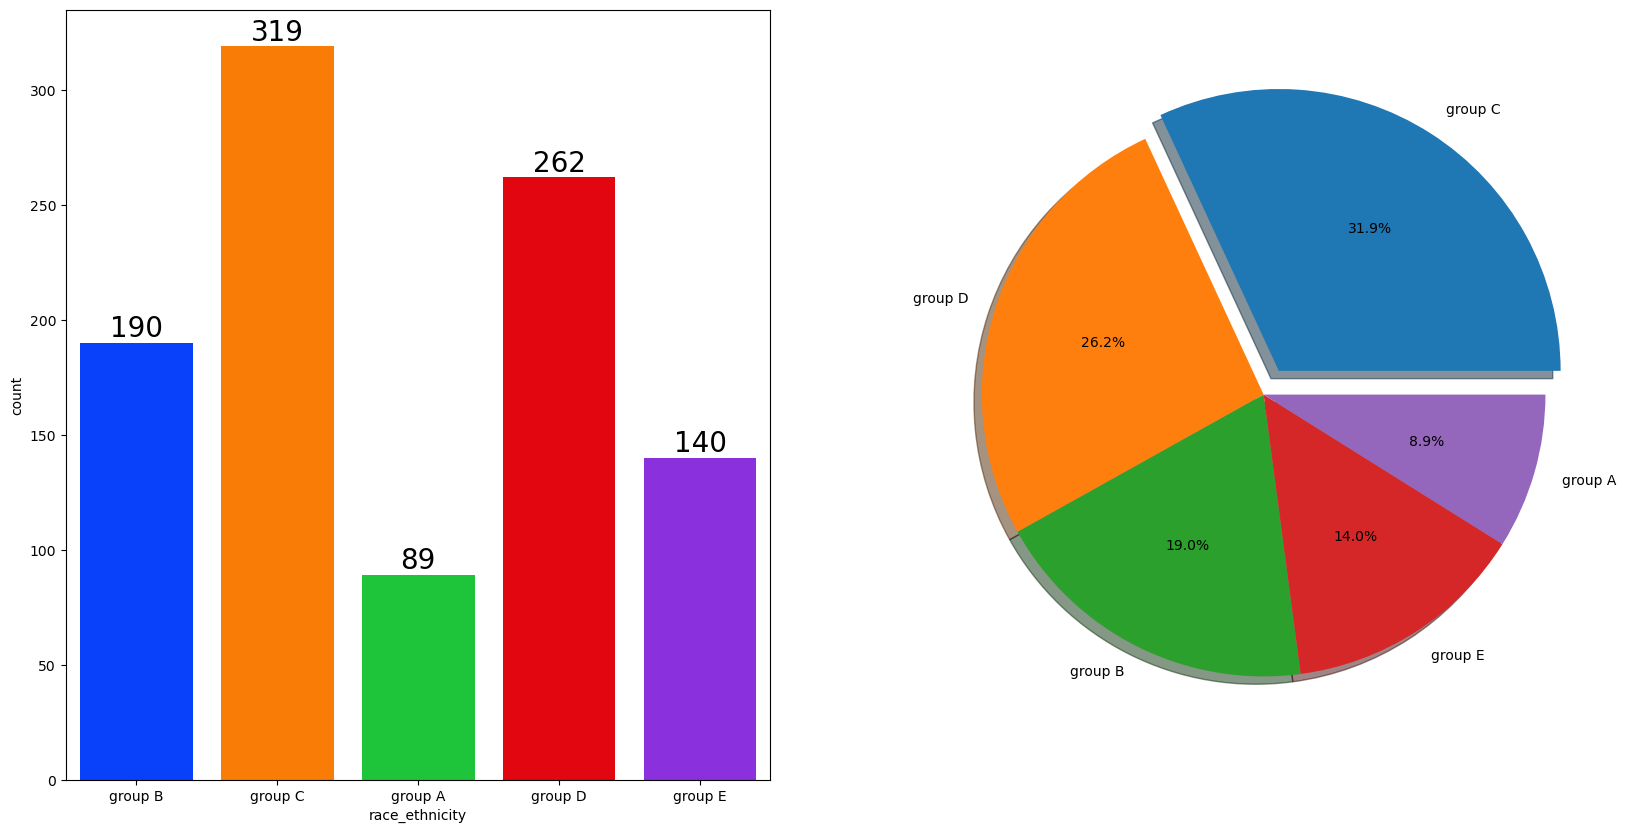 319
300
262
250
200
190
150
140
100
89
50
0
count
group B group C group A group D group E
race_ethnicity
group C
31.9%
group D
26.2%
8.9%
group A
19.0%
14.0%
group B
group E